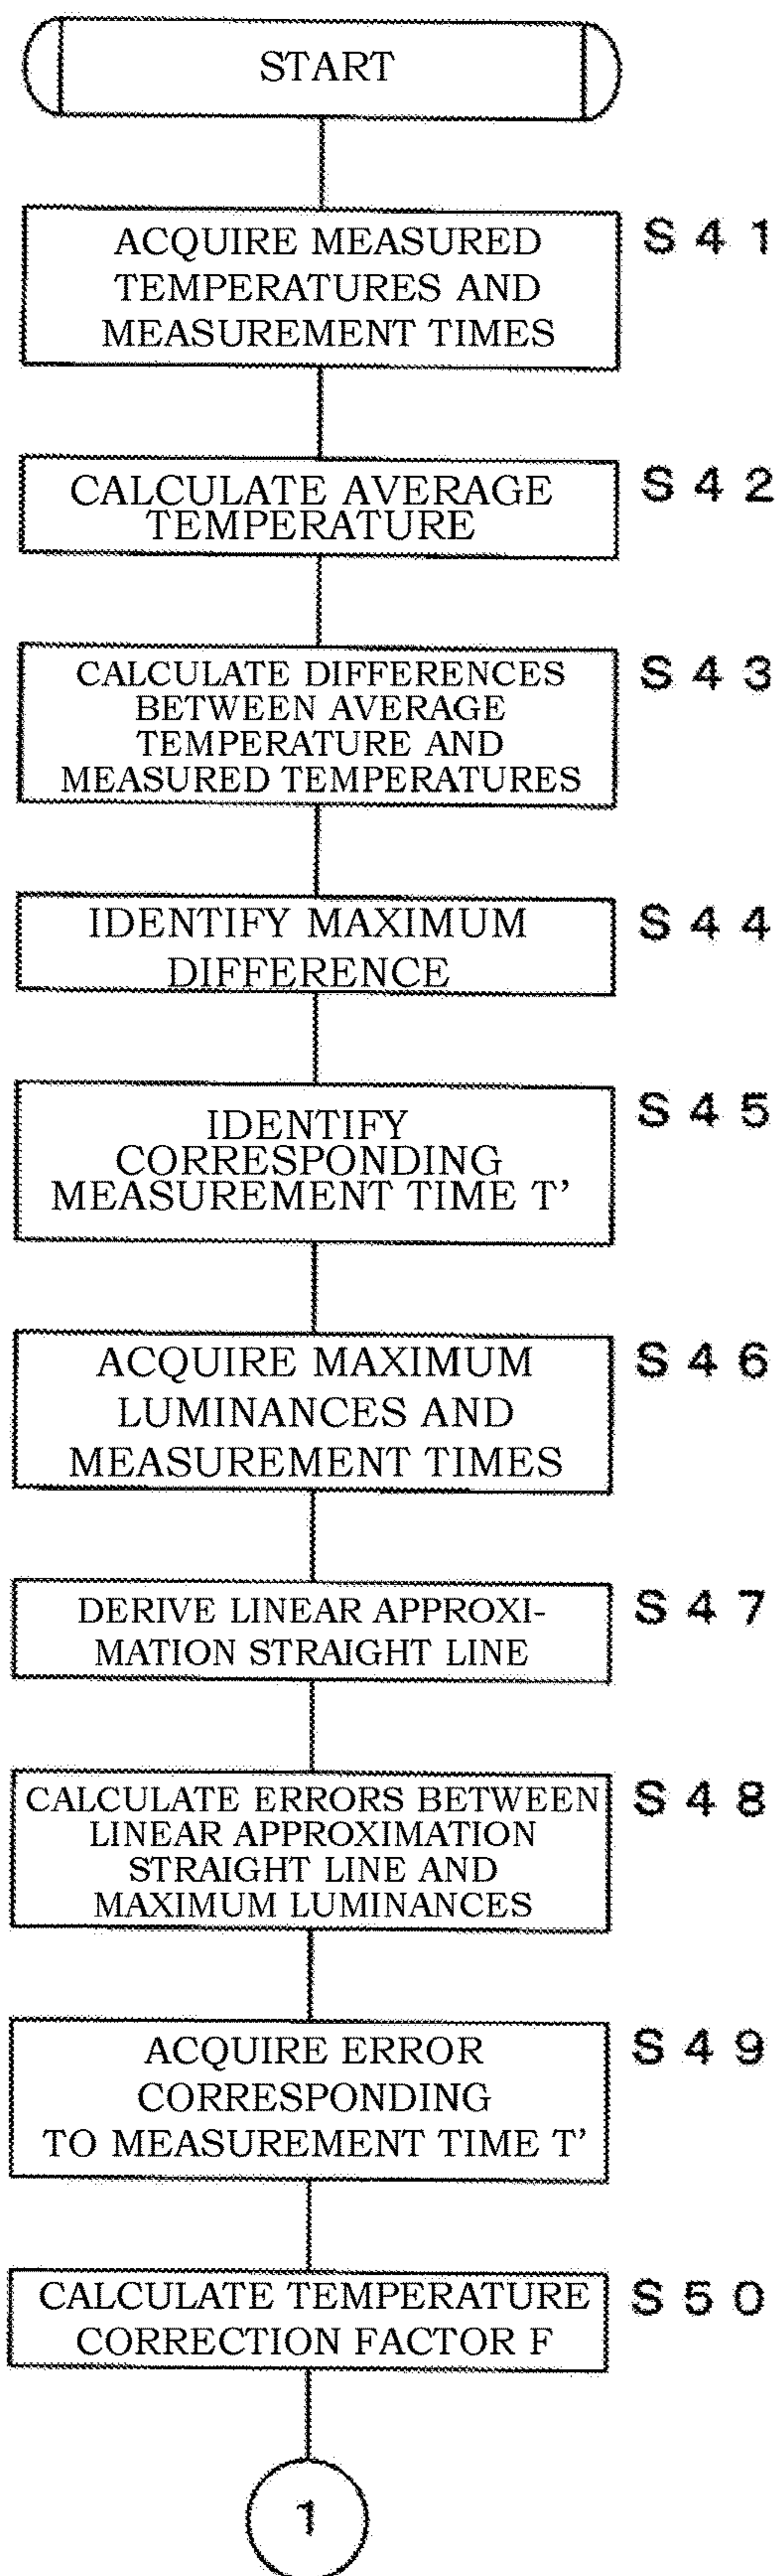 START
ACQUIRE MEASURED
TEMPERATURES AND
MEASUREMENT TIMES
S41
CALCULATE AVERAGE
TEMPERATURE
S42
CALCULATE DIFFERENCES
BETWEEN AVERAGE
TEMPERATURE AND
MEASURED TEMPERATURES
S43
IDENTIFY MAXIMUM
DIFFERENCE
S44
IDENTIFY
CORRESPONDING
MEASUREMENT TIME T'
S45
ACQUIRE MAXIMUM
LUMINANCES AND
MEASUREMENT TIMES
S46
DERIVE LINEAR APPROXI-
MATION STRAIGHT LINE
S47
CALCULATE ERRORS BETWEEN
LINEAR APPROXIMATION
STRAIGHT LINE AND
MAXIMUM LUMINANCES
S48
ACQUIRE ERROR
CORRESPONDING
TO MEASUREMENT TIME T'
S49
CALCULATE TEMPERATURE
CORRECTION FACTOR F
S50
1